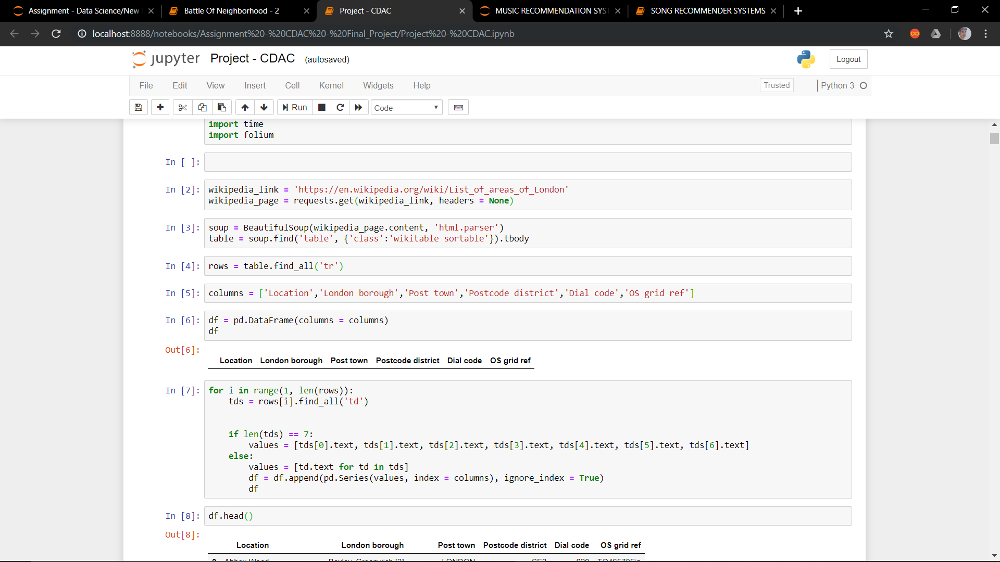 Assignment - Data Science/New
Battle Of Neighborhood - 2
Project - CDAC
MUSIC RECOMMENDATION SYST
SONG RECOMMENDER SYSTEMS
localhost:8888/notebooks/Assignment%20-%20CDAC%20-%20Final_Project/Project%20-%20CDAC.ipynb
jupyter Project - CDAC (autosaved)
Logout
File Edit View Insert Cell Kernel Widgets Help
Trusted
Python 3
Run
Code
import time
import folium
In [ ]:
In [2]: wikipedia_link = 'https://en.wikipedia.org/wiki/List_of_areas_of_London'
wikipedia_page = requests.get(wikipedia_link, headers = None)
In [3]: soup = BeautifulSoup(wikipedia_page.content, 'html.parser')
table = soup.find('table', {'class':'wikitable sortable'}).tbody
In [4]: rows = table.find_all('tr')
In [5]: columns = ['Location','London borough','Post town','Postcode district','Dial code','OS grid ref']
In [6]: df = pd.DataFrame(columns = columns)
df
Out[6]:
Location London borough Post town Postcode district Dial code OS grid ref
In [7]: for i in range(1, len(rows)):
tds = rows[i].find_all('td')
if len(tds) == 7:
values = [tds[0].text, tds[1].text, tds[2].text, tds[3].text, tds[4].text, tds[5].text, tds[6].text]
else:
values = [td.text for td in tds]
df = df.append(pd.Series(values, index = columns), ignore_index = True)
df
In [8]: df.head()
Out[8]:
Location London borough Post town Postcode district Dial code OS grid ref